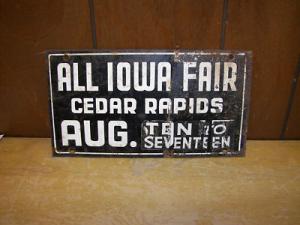 ALL IOWA FAIR
CEDAR RAPIDS
AUG. TEN TO
SEVENTEEN